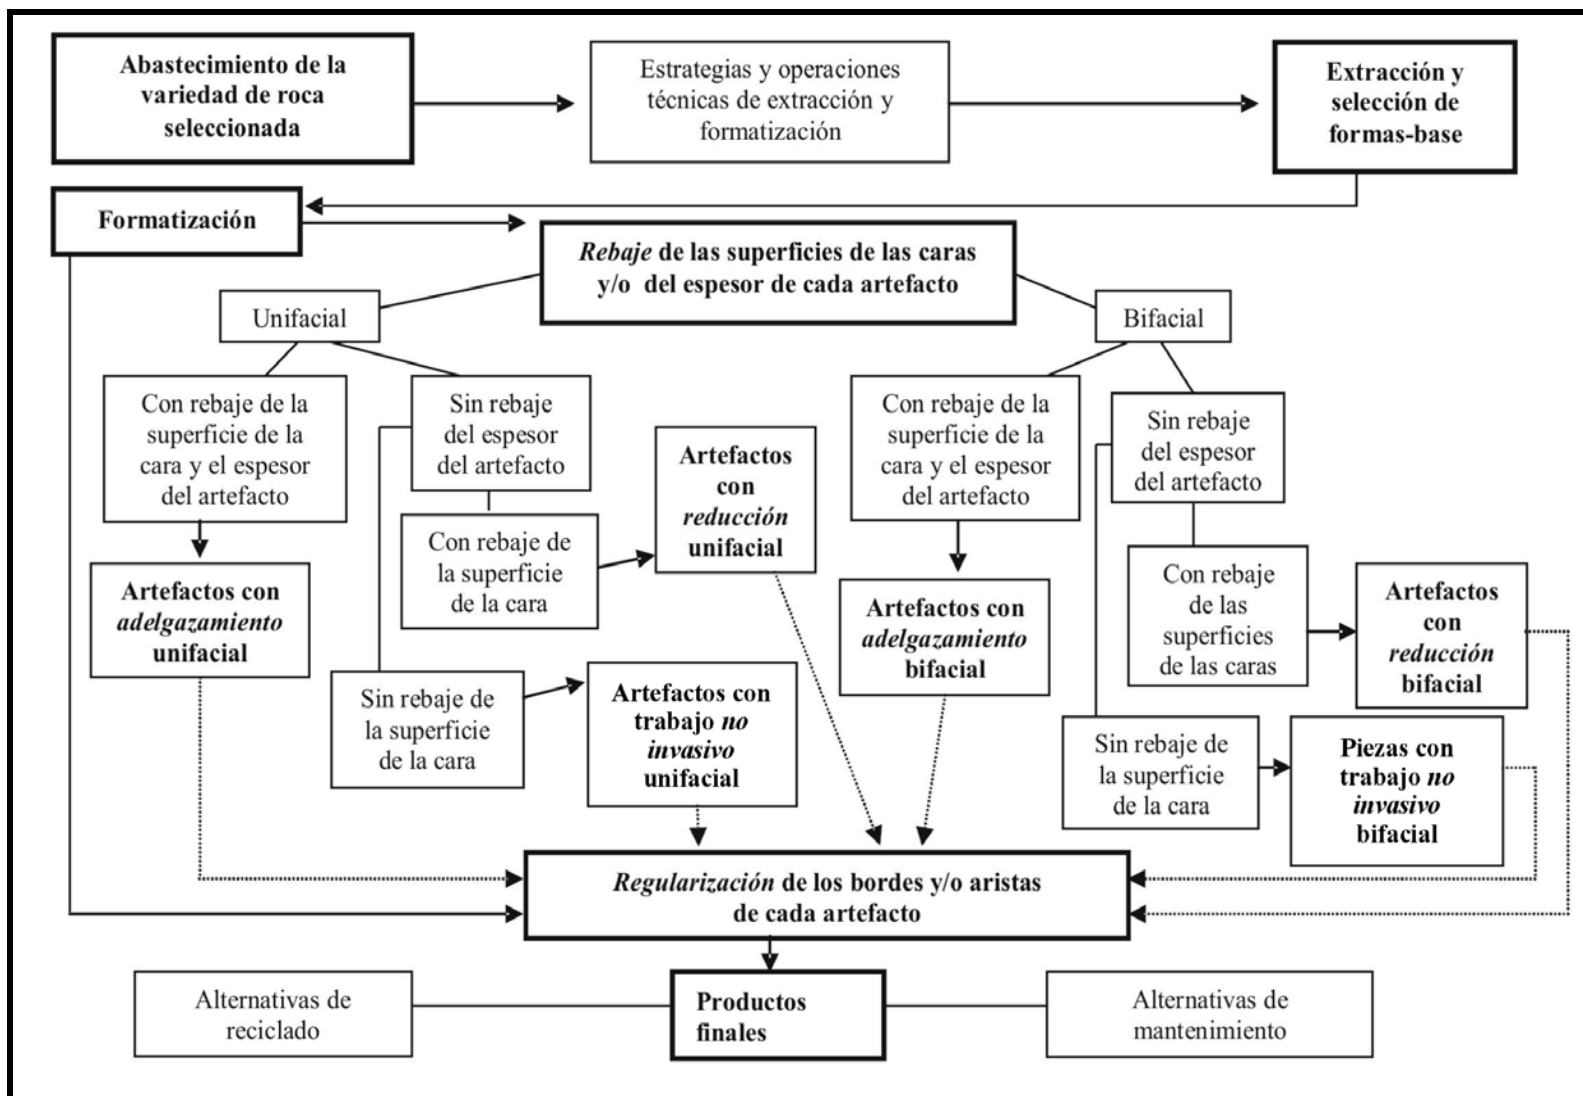 Abastecimiento de la
variedad de roca
seleccionada
Estrategias y operaciones
técnicas de extracción y
formatización
Extracción y
selección de
formas-base
Formatización
Rebaje de las superficies de las caras
y/o del espesor de cada artefacto
Unifacial
Bifacial
Con rebaje de la
superficie de la
cara y el espesor
del artefacto
Sin rebaje
del espesor
del artefacto
Artefactos
con
reducción
unifacial
Con rebaje de
la superficie
de la cara
Artefactos con
adelgazamiento
unifacial
Sin rebaje de
la superficie
de la cara
Artefactos con
trabajo no
invasivo
unifacial
Con rebaje de la
superficie de la
cara y el espesor
del artefacto
Sin rebaje
del espesor
del artefacto
Artefactos con
adelgazamiento
bifacial
Con rebaje
de las
superficies
de las caras
Artefactos
con
reducción
bifacial
Sin rebaje de
la superficie
de la cara
Piezas con
trabajo no
invasivo
bifacial
Regularización de los bordes y/o aristas
de cada artefacto
Alternativas de
reciclado
Productos
finales
Alternativas de
mantenimiento